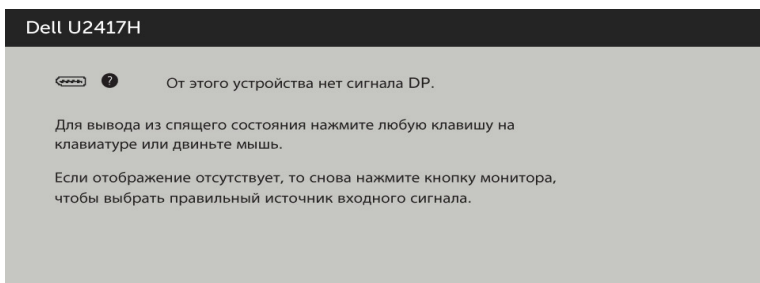 Dell U2417H
? От этого устройства нет сигнала DP.
Для вывода из спящего состояния нажмите любую клавишу на
клавиатуре или двиньте мышь.
Если отображение отсутствует, то снова нажмите кнопку монитора,
чтобы выбрать правильный источник входного сигнала.